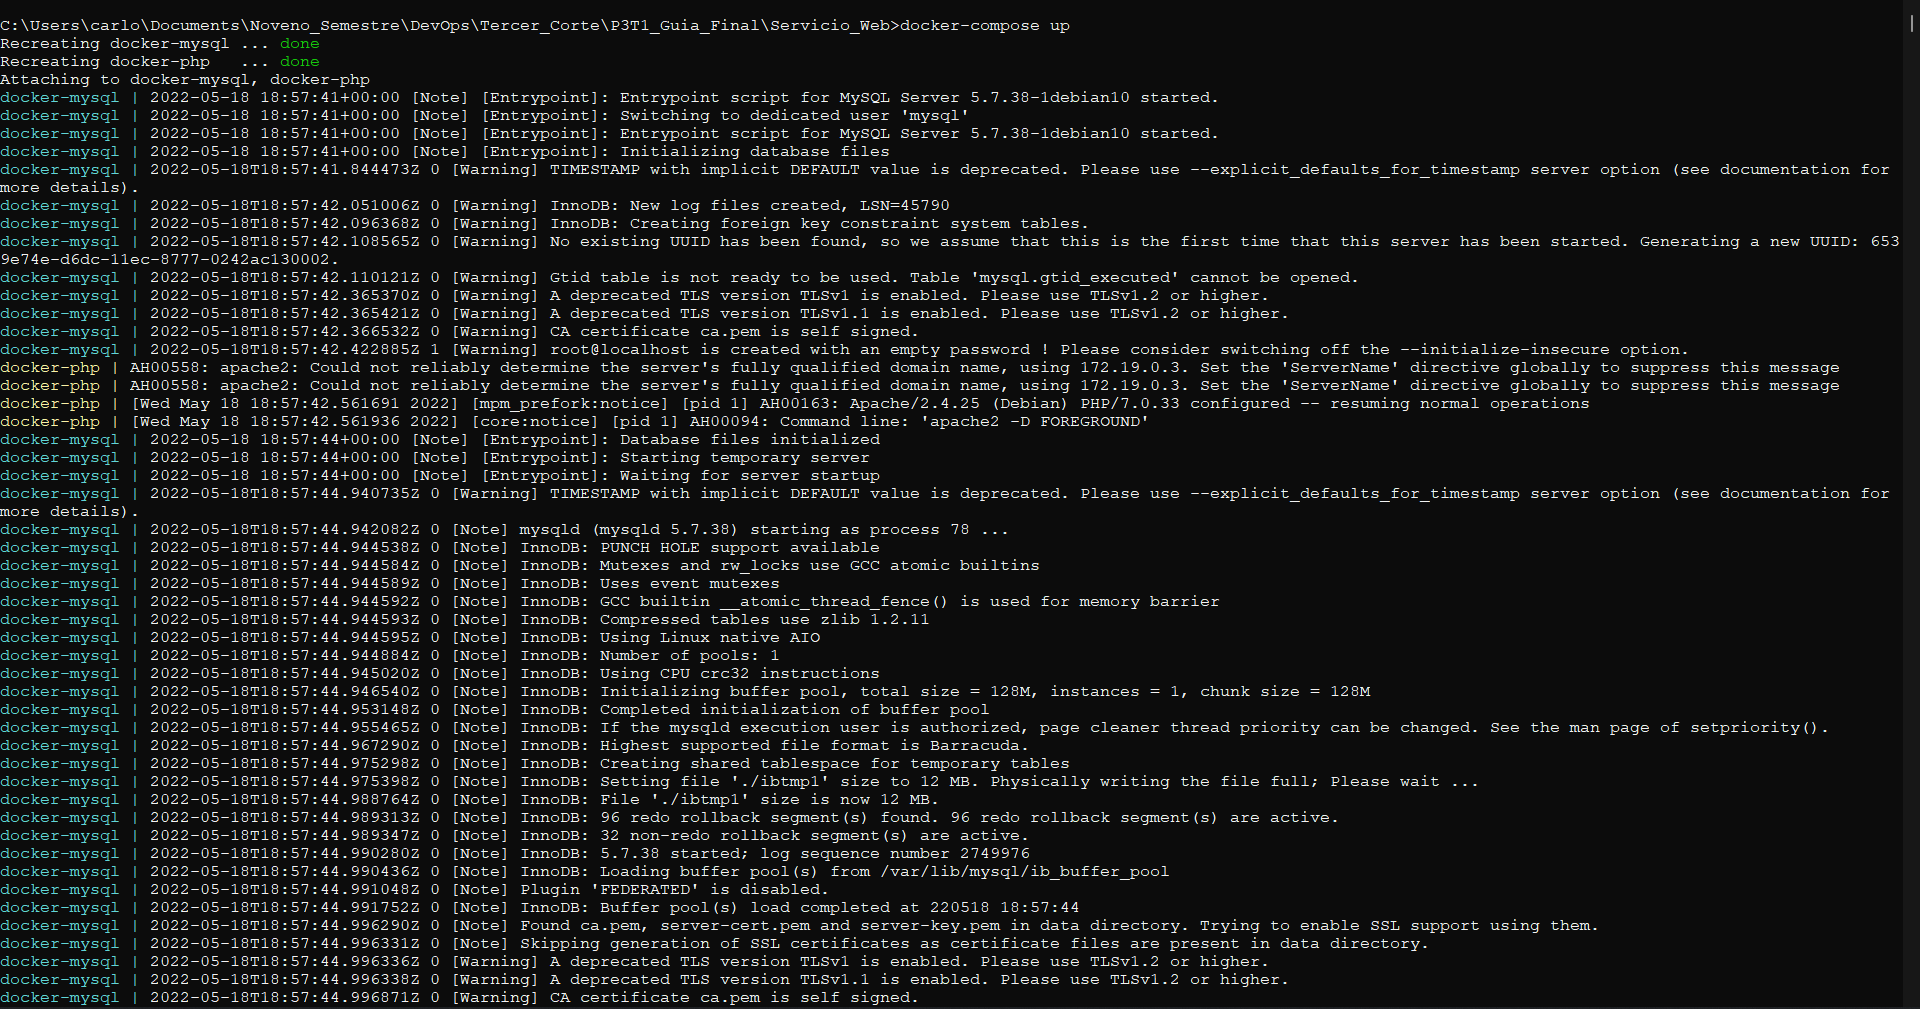 C:\Users\carlo\Documents\Noveno_Semestre\DevOps\Tercer_Corte\P3T1_Guia_Final\Servicio_Web>docker-compose up
Recreating docker-mysql ... done
Recreating docker-php   ... done
Attaching to docker-mysql, docker-php
docker-mysql | 2022-05-18 18:57:41+00:00 [Note] [Entrypoint]: Entrypoint script for MySQL Server 5.7.38-1debian10 started.
docker-mysql | 2022-05-18 18:57:41+00:00 [Note] [Entrypoint]: Switching to dedicated user 'mysql'
docker-mysql | 2022-05-18 18:57:41+00:00 [Note] [Entrypoint]: Entrypoint script for MySQL Server 5.7.38-1debian10 started.
docker-mysql | 2022-05-18 18:57:41+00:00 [Note] [Entrypoint]: Initializing database files
docker-mysql | 2022-05-18T18:57:41.844473Z 0 [Warning] TIMESTAMP with implicit DEFAULT value is deprecated. Please use --explicit_defaults_for_timestamp server option (see documentation for
more details).
docker-mysql | 2022-05-18T18:57:42.051006Z 0 [Warning] InnoDB: New log files created, LSN=45790
docker-mysql | 2022-05-18T18:57:42.096368Z 0 [Warning] InnoDB: Creating foreign key constraint system tables.
docker-mysql | 2022-05-18T18:57:42.108565Z 0 [Warning] No existing UUID has been found, so we assume that this is the first time that this server has been started. Generating a new UUID: 653
9e74e-d6dc-11ec-8777-0242ac130002.
docker-mysql | 2022-05-18T18:57:42.110121Z 0 [Warning] Gtid table is not ready to be used. Table 'mysql.gtid_executed' cannot be opened.
docker-mysql | 2022-05-18T18:57:42.365370Z 0 [Warning] A deprecated TLS version TLSv1 is enabled. Please use TLSv1.2 or higher.
docker-mysql | 2022-05-18T18:57:42.365421Z 0 [Warning] A deprecated TLS version TLSv1.1 is enabled. Please use TLSv1.2 or higher.
docker-mysql | 2022-05-18T18:57:42.366532Z 0 [Warning] CA certificate ca.pem is self signed.
docker-mysql | 2022-05-18T18:57:42.422885Z 1 [Warning] root@localhost is created with an empty password ! Please consider switching off the --initialize-insecure option.
docker-php | AH00558: apache2: Could not reliably determine the server's fully qualified domain name, using 172.19.0.3. Set the 'ServerName' directive globally to suppress this message
docker-php | AH00558: apache2: Could not reliably determine the server's fully qualified domain name, using 172.19.0.3. Set the 'ServerName' directive globally to suppress this message
docker-php | [Wed May 18 18:57:42.561691 2022] [mpm_prefork:notice] [pid 1] AH00163: Apache/2.4.25 (Debian) PHP/7.0.33 configured -- resuming normal operations
docker-php | [Wed May 18 18:57:42.561936 2022] [core:notice] [pid 1] AH00094: Command line: 'apache2 -D FOREGROUND'
docker-mysql | 2022-05-18 18:57:44+00:00 [Note] [Entrypoint]: Database files initialized
docker-mysql | 2022-05-18 18:57:44+00:00 [Note] [Entrypoint]: Starting temporary server
docker-mysql | 2022-05-18 18:57:44+00:00 [Note] [Entrypoint]: Waiting for server startup
docker-mysql | 2022-05-18T18:57:44.940735Z 0 [Warning] TIMESTAMP with implicit DEFAULT value is deprecated. Please use --explicit_defaults_for_timestamp server option (see documentation for
more details).
docker-mysql | 2022-05-18T18:57:44.942082Z 0 [Note] mysqld (mysqld 5.7.38) starting as process 78 ...
docker-mysql | 2022-05-18T18:57:44.944538Z 0 [Note] InnoDB: PUNCH HOLE support available
docker-mysql | 2022-05-18T18:57:44.944584Z 0 [Note] InnoDB: Mutexes and rw_locks use GCC atomic builtins
docker-mysql | 2022-05-18T18:57:44.944589Z 0 [Note] InnoDB: Uses event mutexes
docker-mysql | 2022-05-18T18:57:44.944592Z 0 [Note] InnoDB: GCC builtin __atomic_thread_fence() is used for memory barrier
docker-mysql | 2022-05-18T18:57:44.944593Z 0 [Note] InnoDB: Compressed tables use zlib 1.2.11
docker-mysql | 2022-05-18T18:57:44.944595Z 0 [Note] InnoDB: Using Linux native AIO
docker-mysql | 2022-05-18T18:57:44.944884Z 0 [Note] InnoDB: Number of pools: 1
docker-mysql | 2022-05-18T18:57:44.945020Z 0 [Note] InnoDB: Using CPU crc32 instructions
docker-mysql | 2022-05-18T18:57:44.946540Z 0 [Note] InnoDB: Initializing buffer pool, total size = 128M, instances = 1, chunk size = 128M
docker-mysql | 2022-05-18T18:57:44.953148Z 0 [Note] InnoDB: Completed initialization of buffer pool
docker-mysql | 2022-05-18T18:57:44.955465Z 0 [Note] InnoDB: If the mysqld execution user is authorized, page cleaner thread priority can be changed. See the man page of setpriority().
docker-mysql | 2022-05-18T18:57:44.967290Z 0 [Note] InnoDB: Highest supported file format is Barracuda.
docker-mysql | 2022-05-18T18:57:44.975298Z 0 [Note] InnoDB: Creating shared tablespace for temporary tables
docker-mysql | 2022-05-18T18:57:44.975398Z 0 [Note] InnoDB: Setting file './ibtmp1' size to 12 MB. Physically writing the file full; Please wait ...
docker-mysql | 2022-05-18T18:57:44.988764Z 0 [Note] InnoDB: File './ibtmp1' size is now 12 MB.
docker-mysql | 2022-05-18T18:57:44.989313Z 0 [Note] InnoDB: 96 redo rollback segment(s) found. 96 redo rollback segment(s) are active.
docker-mysql | 2022-05-18T18:57:44.989347Z 0 [Note] InnoDB: 32 non-redo rollback segment(s) are active.
docker-mysql | 2022-05-18T18:57:44.990280Z 0 [Note] InnoDB: 5.7.38 started; log sequence number 2749976
docker-mysql | 2022-05-18T18:57:44.990436Z 0 [Note] InnoDB: Loading buffer pool(s) from /var/lib/mysql/ib_buffer_pool
docker-mysql | 2022-05-18T18:57:44.991048Z 0 [Note] Plugin 'FEDERATED' is disabled.
docker-mysql | 2022-05-18T18:57:44.991752Z 0 [Note] InnoDB: Buffer pool(s) load completed at 220518 18:57:44
docker-mysql | 2022-05-18T18:57:44.996290Z 0 [Note] Found ca.pem, server-cert.pem and server-key.pem in data directory. Trying to enable SSL support using them.
docker-mysql | 2022-05-18T18:57:44.996331Z 0 [Note] Skipping generation of SSL certificates as certificate files are present in data directory.
docker-mysql | 2022-05-18T18:57:44.996336Z 0 [Warning] A deprecated TLS version TLSv1 is enabled. Please use TLSv1.2 or higher.
docker-mysql | 2022-05-18T18:57:44.996338Z 0 [Warning] A deprecated TLS version TLSv1.1 is enabled. Please use TLSv1.2 or higher.
docker-mysql | 2022-05-18T18:57:44.996871Z 0 [Warning] CA certificate ca.pem is self signed.